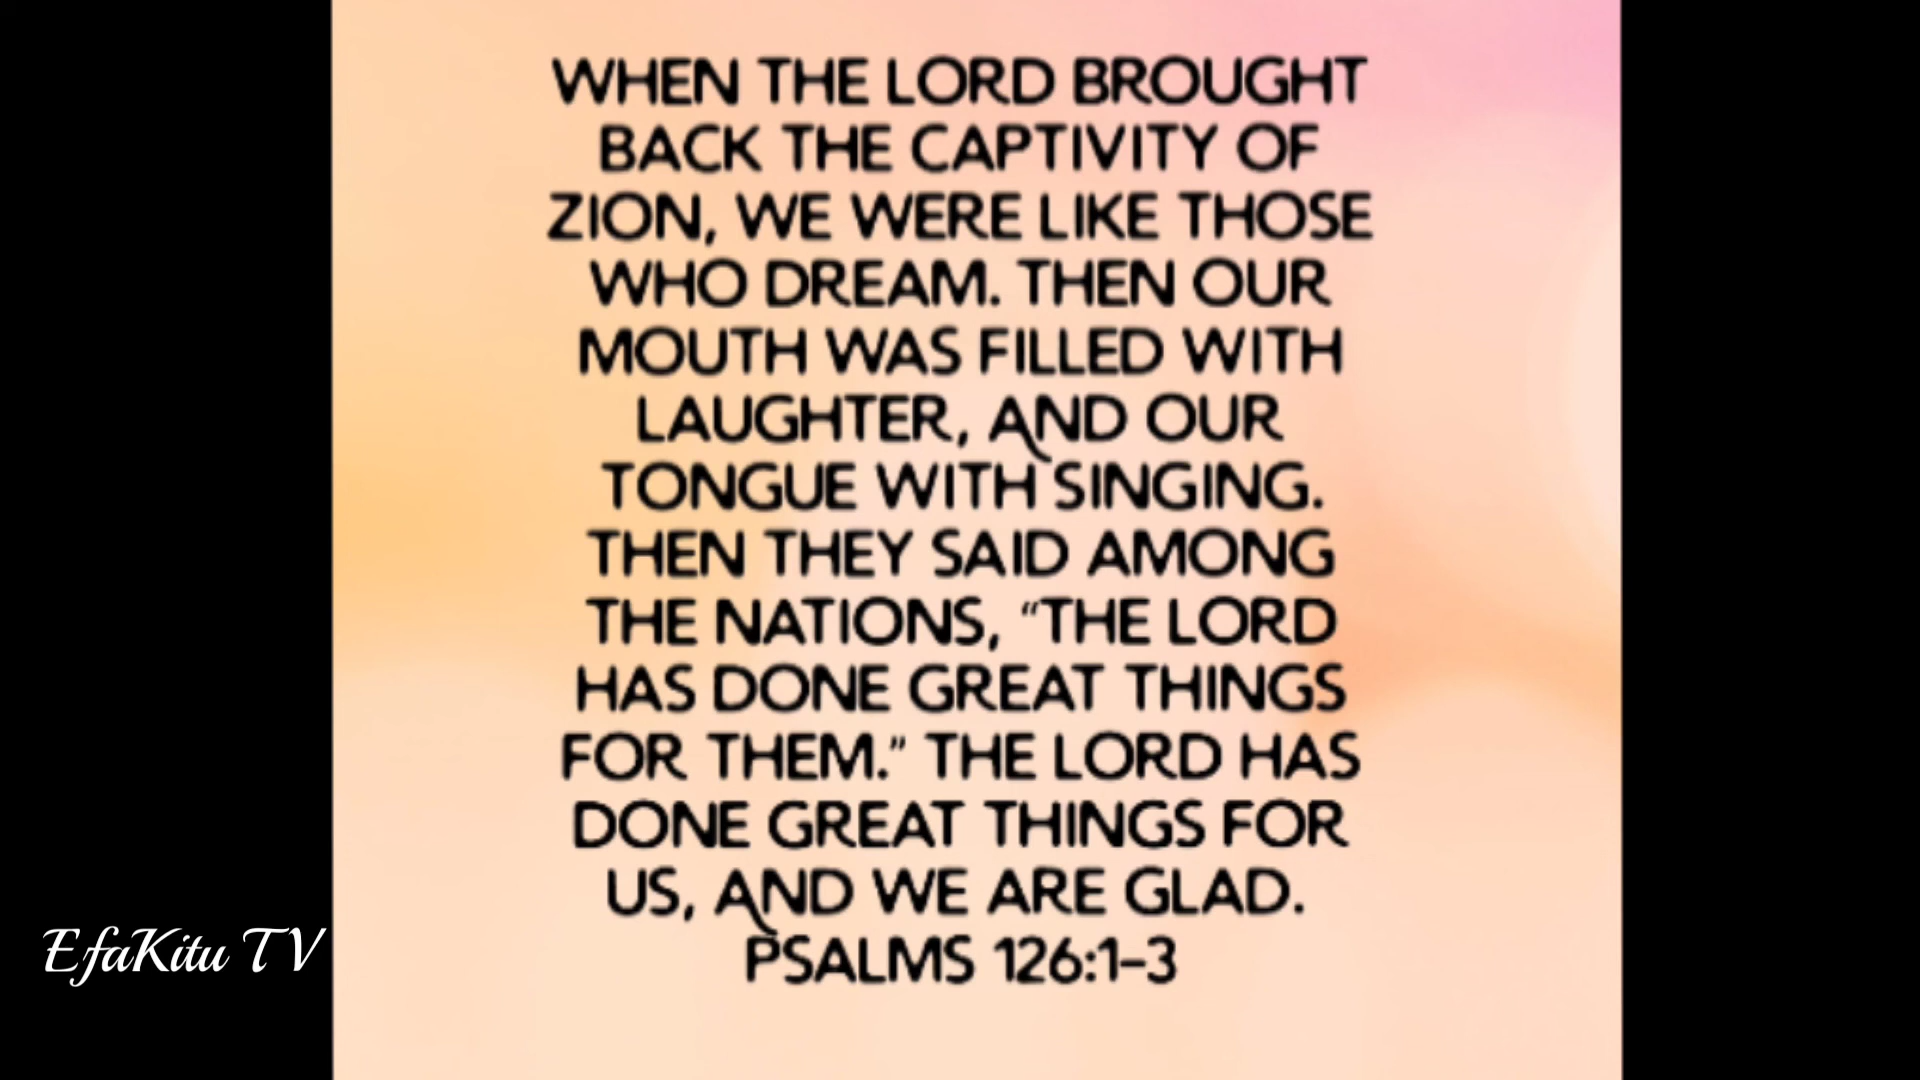 WHEN THE LORD BROUGHT
BACK THE CAPTIVITY OF
ZION, WE WERE LIKE THOSE
WHO DREAM. THEN OUR
MOUTH WAS FILLED WITH
LAUGHTER, AND OUR
TONGUE WITH SINGING.
THEN THEY SAID AMONG
THE NATIONS, “THE LORD
HAS DONE GREAT THINGS
FOR THEM.” THE LORD HAS
DONE GREAT THINGS FOR
US, AND WE ARE GLAD.
PSALMS 126:1-3
EfaKitu TV